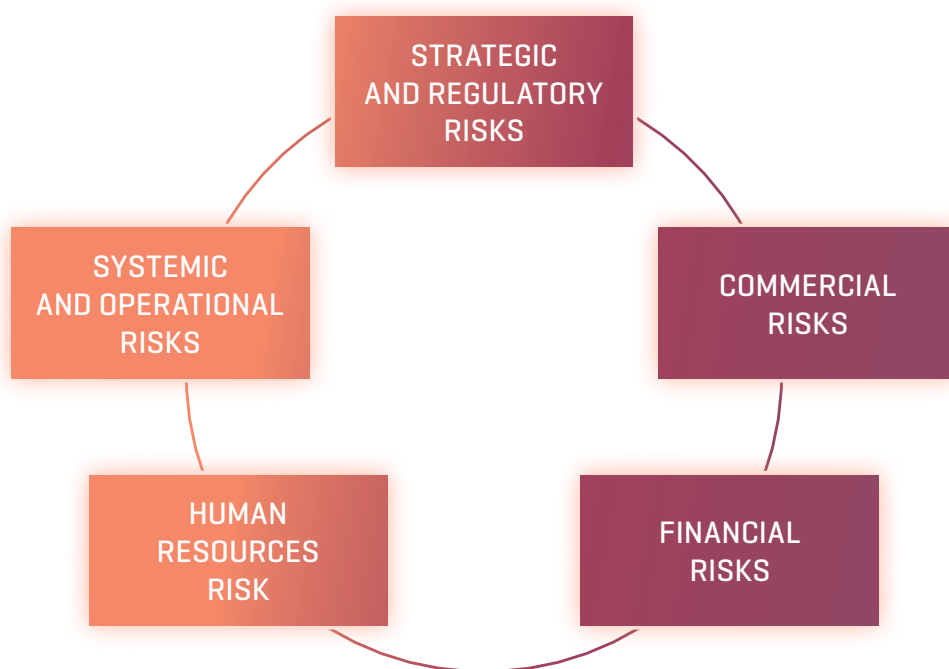 STRATEGIC
AND REGULATORY
RISKS
SYSTEMIC
AND OPERATIONAL
RISKS
COMMERCIAL
RISKS
HUMAN
RESOURCES
RISK
FINANCIAL
RISKS